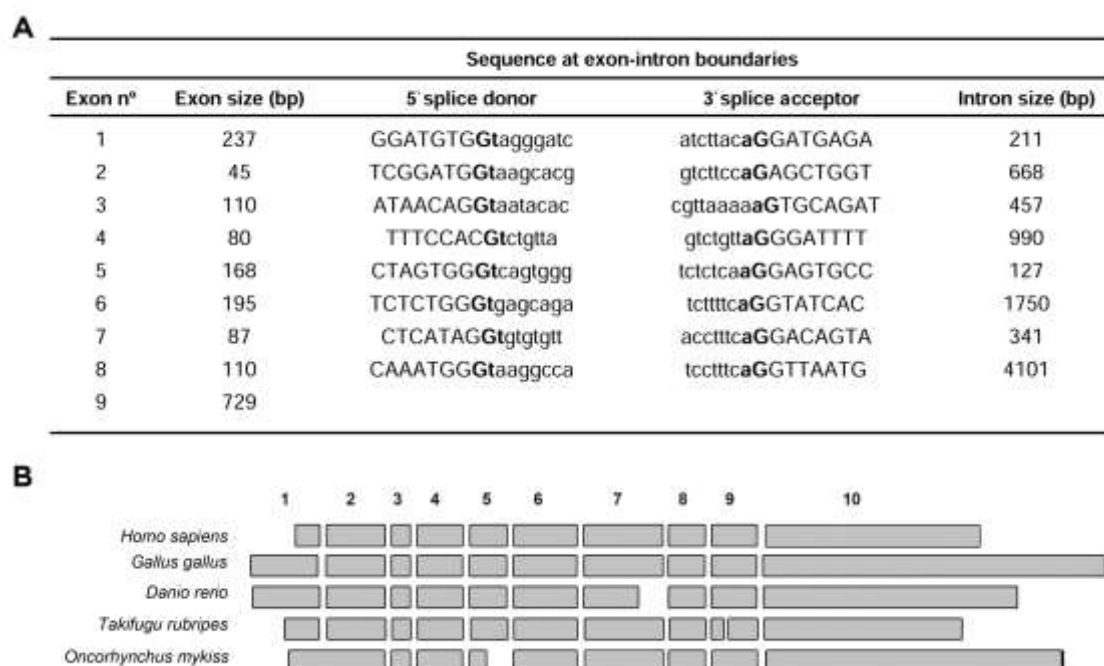 A
Sequence at exon-intron boundaries
Exon nº Exon size (bp) 5`splice donor 3`splice acceptor Intron size (bp)
1 237 GGATGTGGtagggatc atcttacaGGATGAGA 211
2 45 TCGGATGGtaagcacg gtcttccaGAGCTGGT 668
3 110 ATAACAGGtaatacac cgttaaaaaGTGCAGAT 457
4 80 TTTCCACGtctgtta gtctgttaGGGATTTT 990
5 168 CTAGTGGGtcagtggg tctctcaaGGAGTGCC 127
6 195 TCTCTGGGtgagcaga tcttttcaGGTATCAC 1750
7 87 CTCATAGGtgtgtgtt acctttcaGGACAGTA 341
8 110 CAAATGGGtaaggcca tcctttcaGGTTAATG 4101
9 729
B
1 2 3 4 5 6 7 8 9 10
Homo sapiens
Gallus gallus
Danio rerio
Takifugu rubripes
Oncorhynchus mykiss